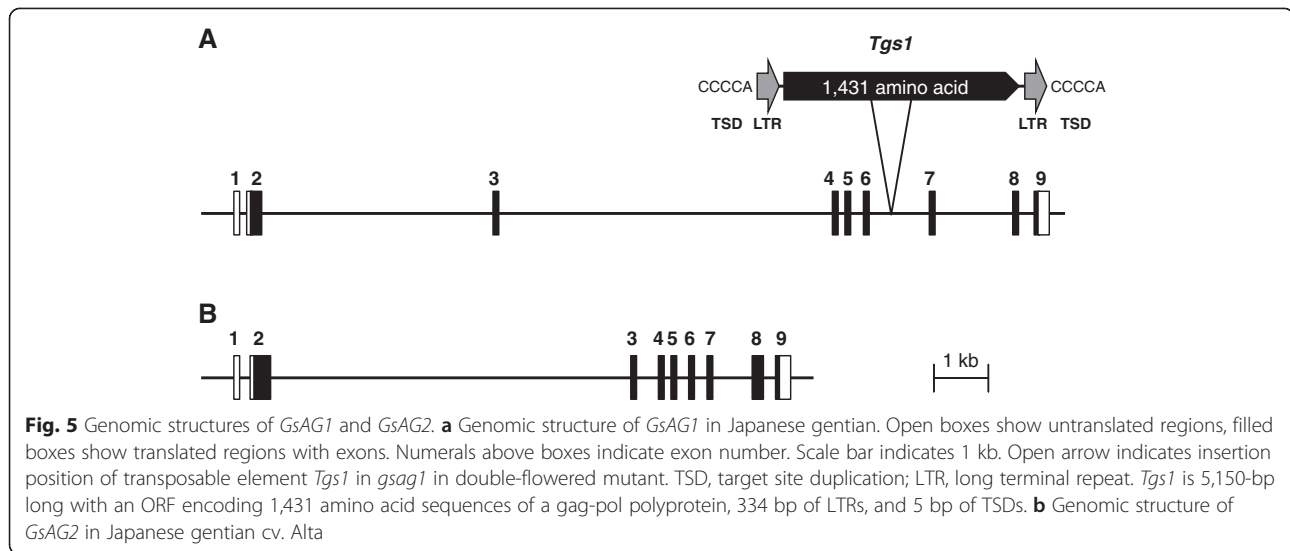 A
Tgs1
CCCCA 1,431 amino acid CCCCA
TSD LTR LTR TSD
1 2 3 4 5 6 7 8 9
B
1 2 3 4 5 6 7 8 9
1 kb
Fig. 5 Genomic structures of GsAG1 and GsAG2. a Genomic structure of GsAG1 in Japanese gentian. Open boxes show untranslated regions, filled
boxes show translated regions with exons. Numerals above boxes indicate exon number. Scale bar indicates 1 kb. Open arrow indicates insertion
position of transposable element Tgs1 in gsag1 in double-flowered mutant. TSD, target site duplication; LTR, long terminal repeat. Tgs1 is 5,150-bp
long with an ORF encoding 1,431 amino acid sequences of a gag-pol polyprotein, 334 bp of LTRs, and 5 bp of TSDs. b Genomic structure of
GsAG2 in Japanese gentian cv. Alta